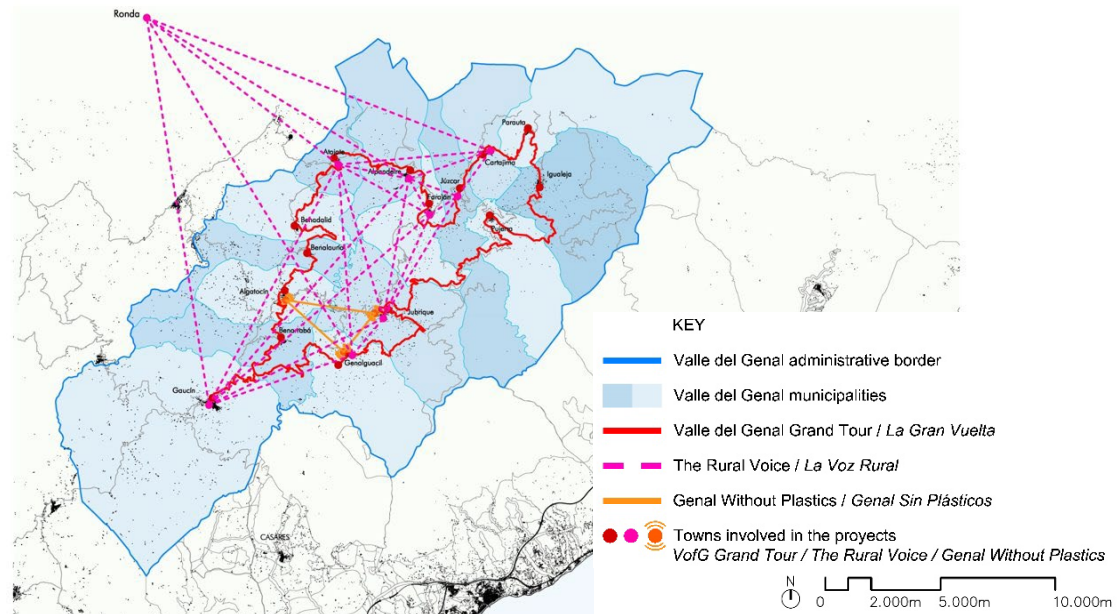 Ronda
Parauta
Atajate
Cartajima
Alpandeire
Júzcar
Igualeja
Faraján
Benadalid
Pujerra
Benalauría
Algatocín
Jubrique
Benarrabá
Genalguacil
Gaucín
CASARES
KEY
Valle del Genal administrative border
Valle del Genal municipalities
Valle del Genal Grand Tour / La Gran Vuelta
The Rural Voice / La Voz Rural
Genal Without Plastics / Genal Sin Plásticos
Towns involved in the proyects
VofG Grand Tour / The Rural Voice / Genal Without Plastics
N
0 2.000m 5.000m 10.000m